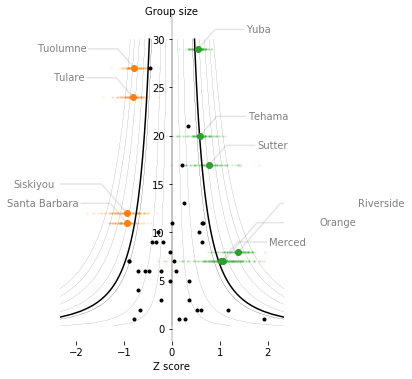 Group size
Yuba
30
Tuolumne
Tulare
25
Tehama
20
Sutter
15
Siskiyou
Santa Barbara
Riverside
Orange
10
Merced
5
0
−2 −1 0 1 2
Z score